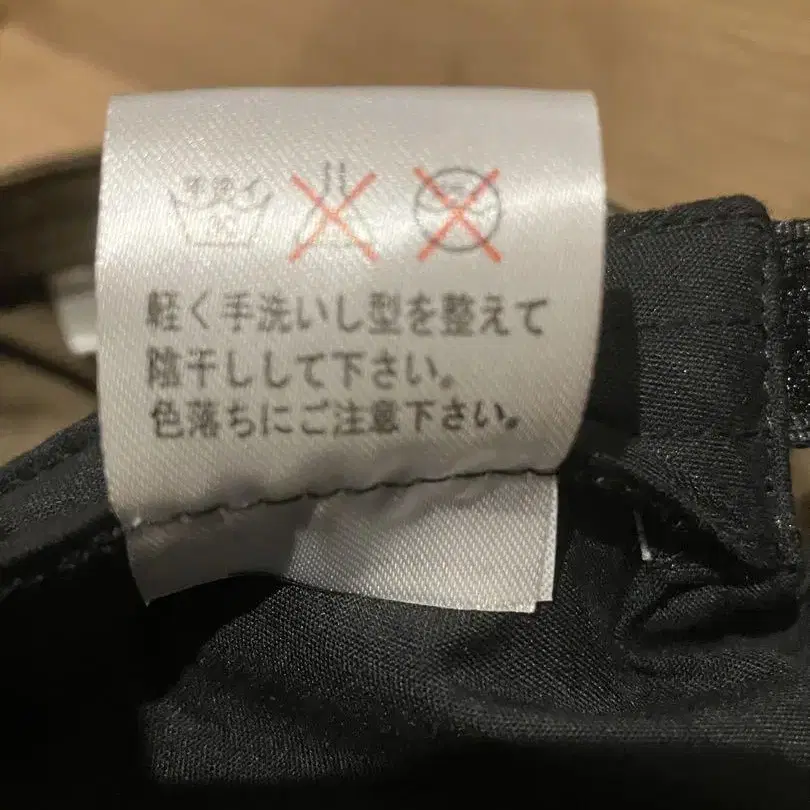 手洗イ
30
軽く手洗いし型を整えて
陰干しして下さい。
色落ちにご注意下さい。